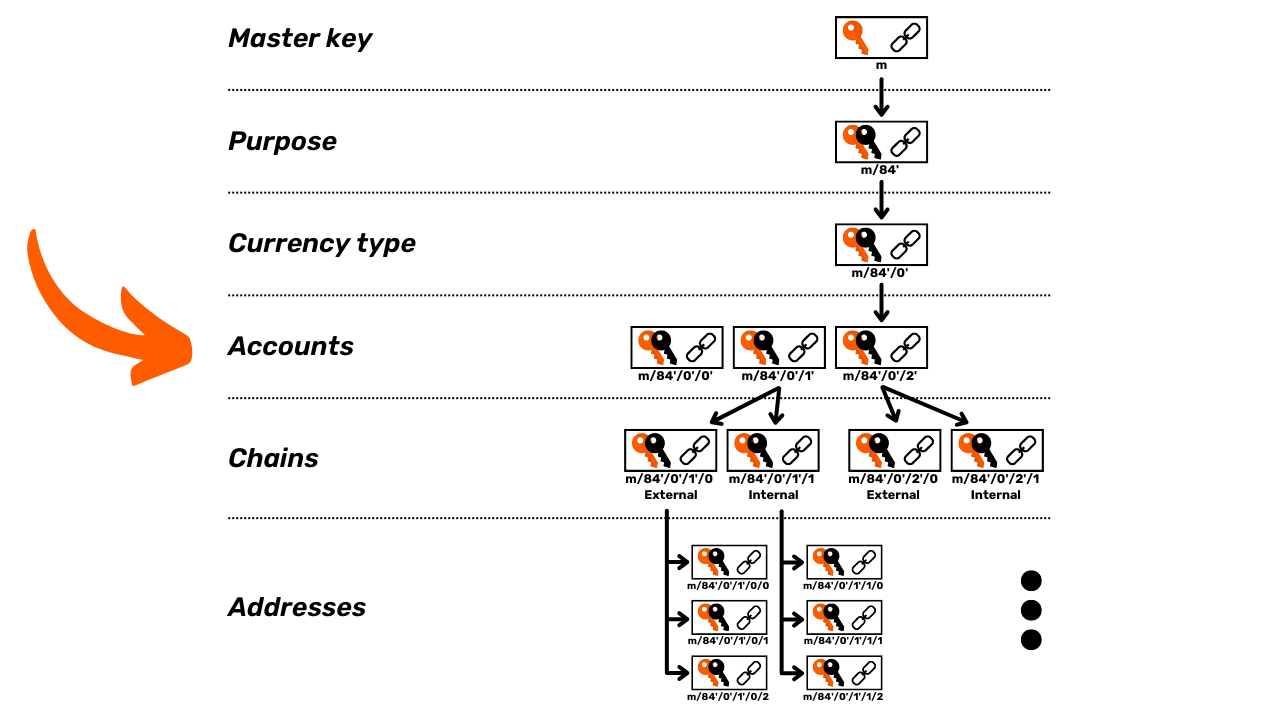 Master key
m
Purpose
m/84'
Currency type
m/84'/0'
Accounts
m/84'/0'/0'
m/84'/0'/1'
m/84'/0'/2'
Chains
m/84'/0'/1'/0
External
m/84'/0'/1'/1
Internal
m/84'/0'/2'/0
External
m/84'/0'/2'/1
Internal
Addresses
m/84'/0'/1'/0/0
m/84'/0'/1'/1/0
m/84'/0'/1'/0/1
m/84'/0'/1'/1/1
m/84'/0'/1'/0/2
m/84'/0'/1'/1/2